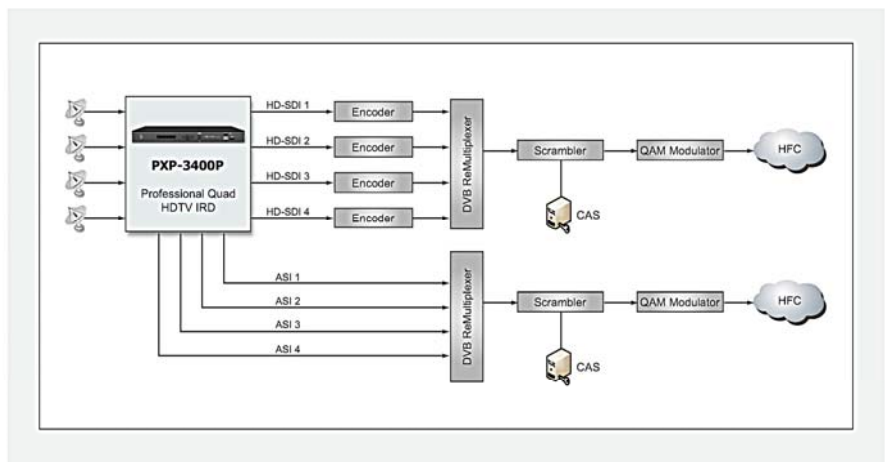 HD-SDI 1
Encoder
HD-SDI 2
Encoder
HD-SDI 3
Encoder
HD-SDI 4
Encoder
PXP-3400P
Professional Quad
HDTV IRD
DVB ReMultiplexer
Scrambler
QAM Modulator
HFC
CAS
ASI 1
ASI 2
ASI 3
ASI 4
DVB ReMultiplexer
Scrambler
QAM Modulator
HFC
CAS